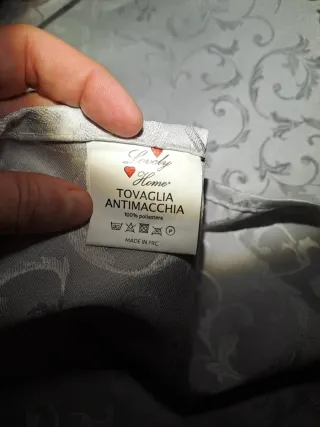 Lovely
Home
TOVAGLIA
ANTIMACCHIA
100% poliestere
MADE IN PRC